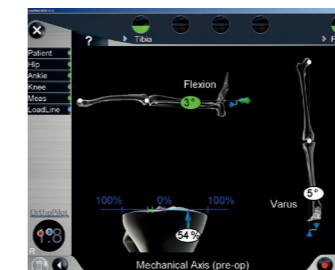 ?
Tibia
Patient
Hip
Ankle
Knee
Meas
LoadLine
Flexion
3°
100% 0% 100%
54%
5°
Varus
OrthoPilot
R
Mechanical Axis (pre-op)